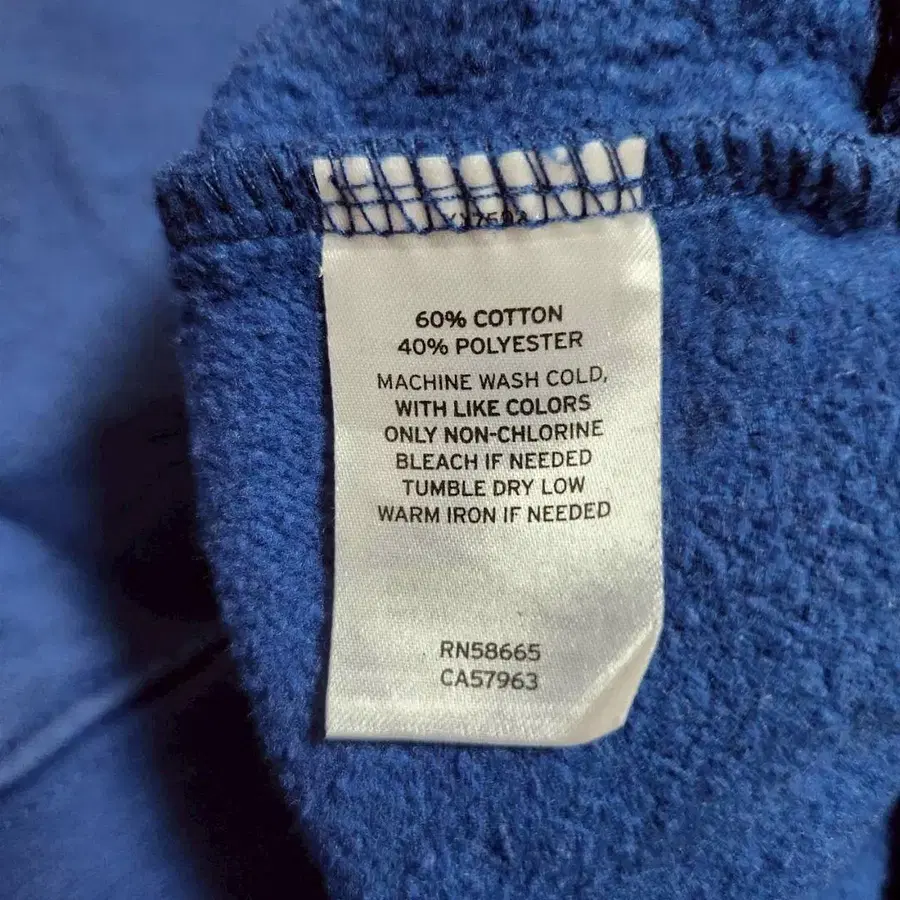 60% COTTON
40% POLYESTER
MACHINE WASH COLD,
WITH LIKE COLORS
ONLY NON-CHLORINE
BLEACH IF NEEDED
TUMBLE DRY LOW
WARM IRON IF NEEDED
RN58665
CA57963